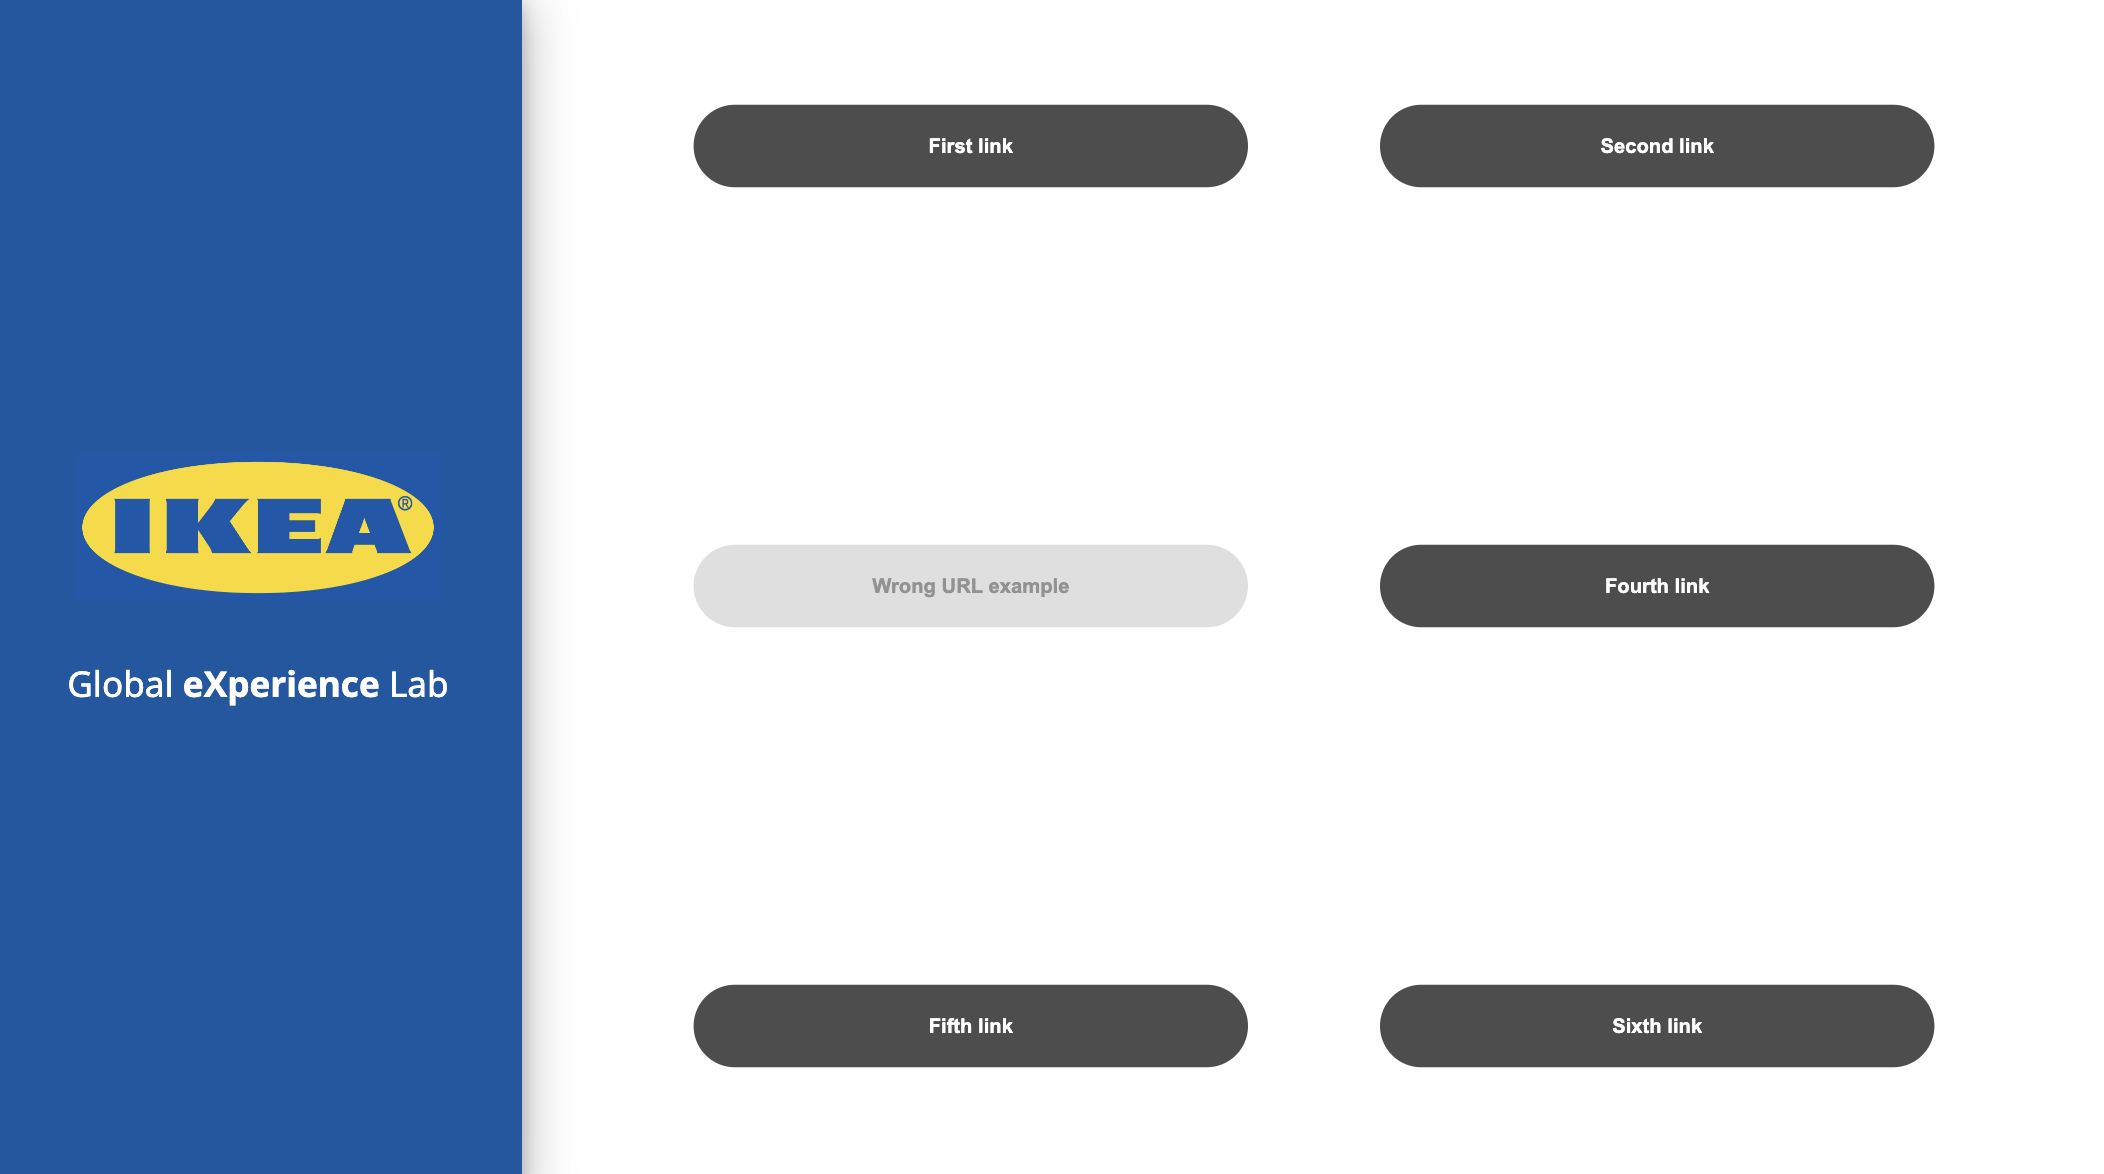 IKEA®
Global eXperience Lab
First link
Second link
Wrong URL example
Fourth link
Fifth link
Sixth link